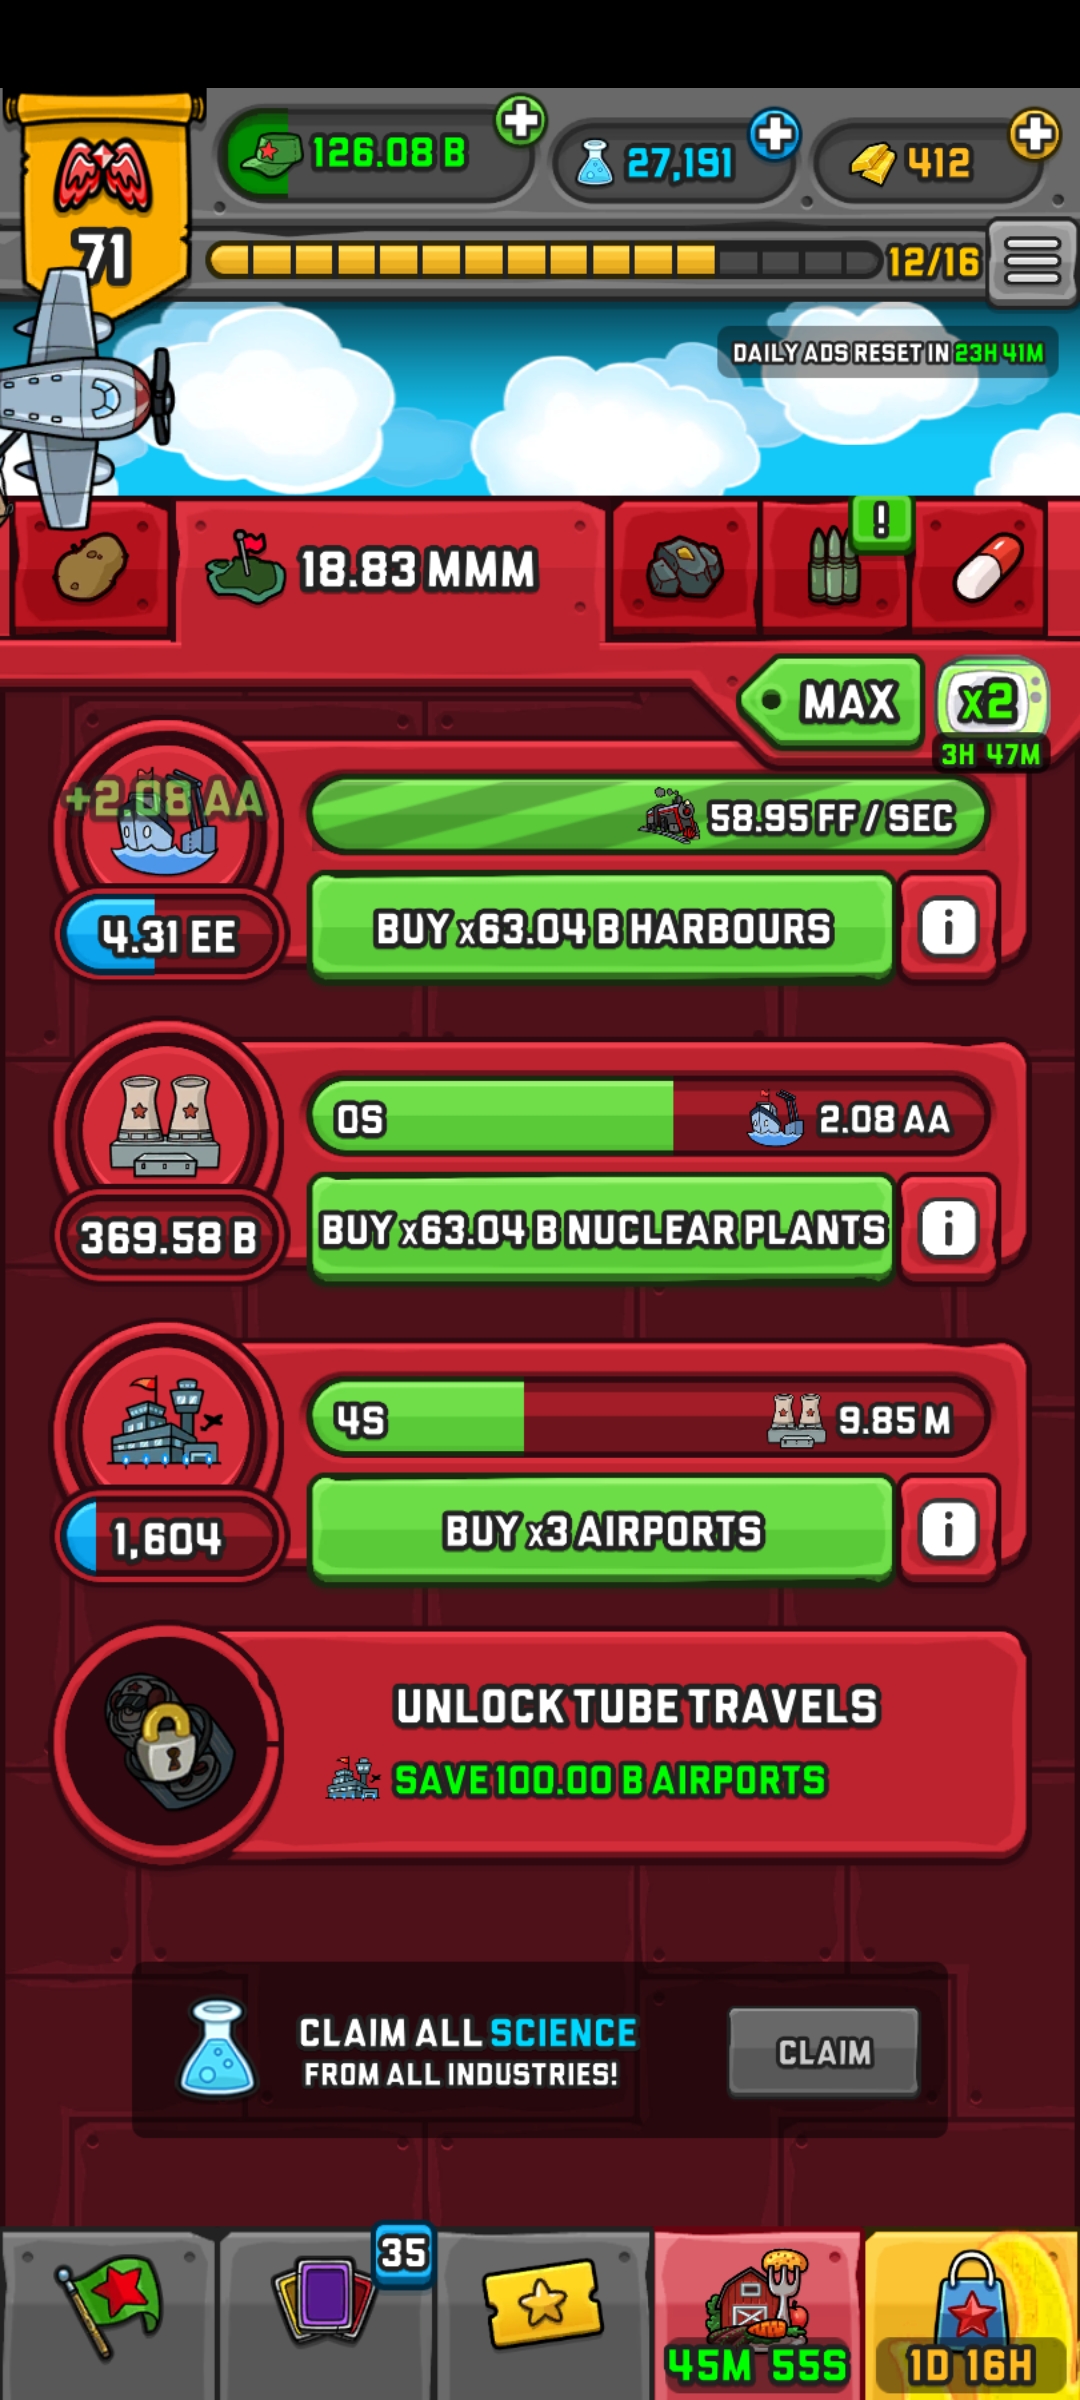 126.08 B
27,191
412
71
12/16
DAILY ADS RESET IN 23H 41M
18.83 MMM
!
MAX
x2
3H 47M
+2.08 AA
58.95 FF / SEC
4.31 EE
BUY x63.04 B HARBOURS
i
0S
2.08 AA
369.58 B
BUY x63.04 B NUCLEAR PLANTS
i
4S
9.85 M
1,604
BUY x3 AIRPORTS
i
UNLOCK TUBE TRAVELS
SAVE 100.00 B AIRPORTS
CLAIM ALL SCIENCE
FROM ALL INDUSTRIES!
CLAIM
35
45M 55S
1D 16H